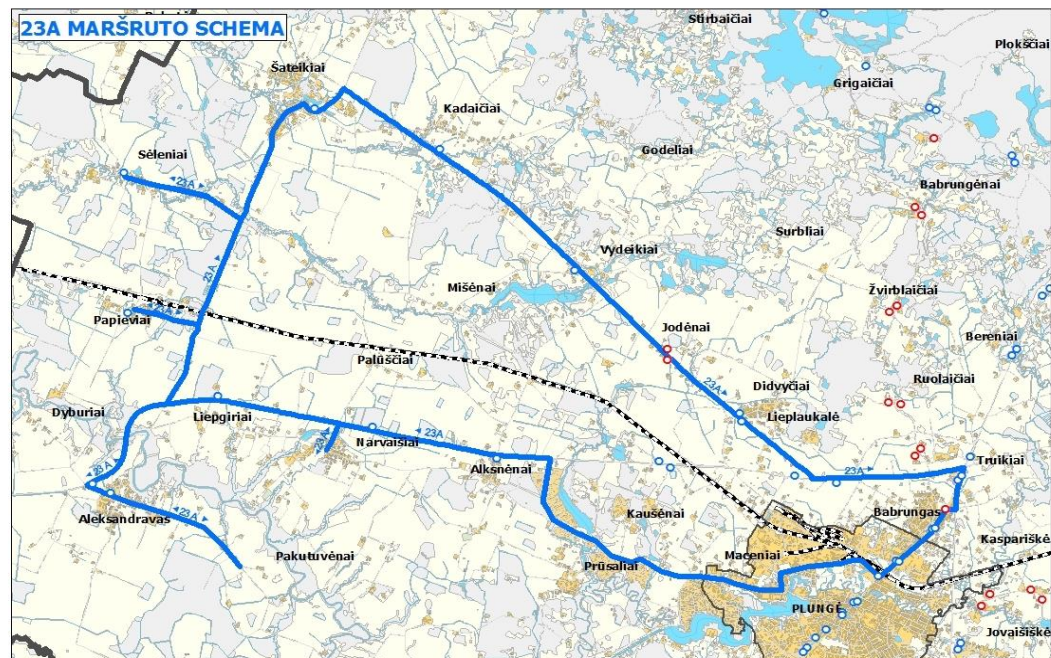 23A MARŠRUTO SCHEMA
Stirbaičiai
Plokščiai
Šateikiai
Grigaičiai
Kadaičiai
Godeliai
Sėleniai
◄ 23A ►
Babrungėnai
Surbliai
Vydeikiai
23A ►
Mišėnai
Žvirblaičiai
Papieviai
◄ 23A ►
Jodėnai
Bereniai
Palūščiai
23A ►
Didvyčiai
Ruolaičiai
Dyburiai
Liepgiriai
Lieplaukalė
◄ 23A
Narvaišiai
◄ 23A ►
Alksnėnai
Truikiai
23A ►
◄ 23A ►
Aleksandravas
◄ 23A ►
Kaušėnai
Babrungas
Pakutuvėnai
Prūsaliai
Maceniai
Kaspariškė
PLUNGĖ
Jovaišiškė